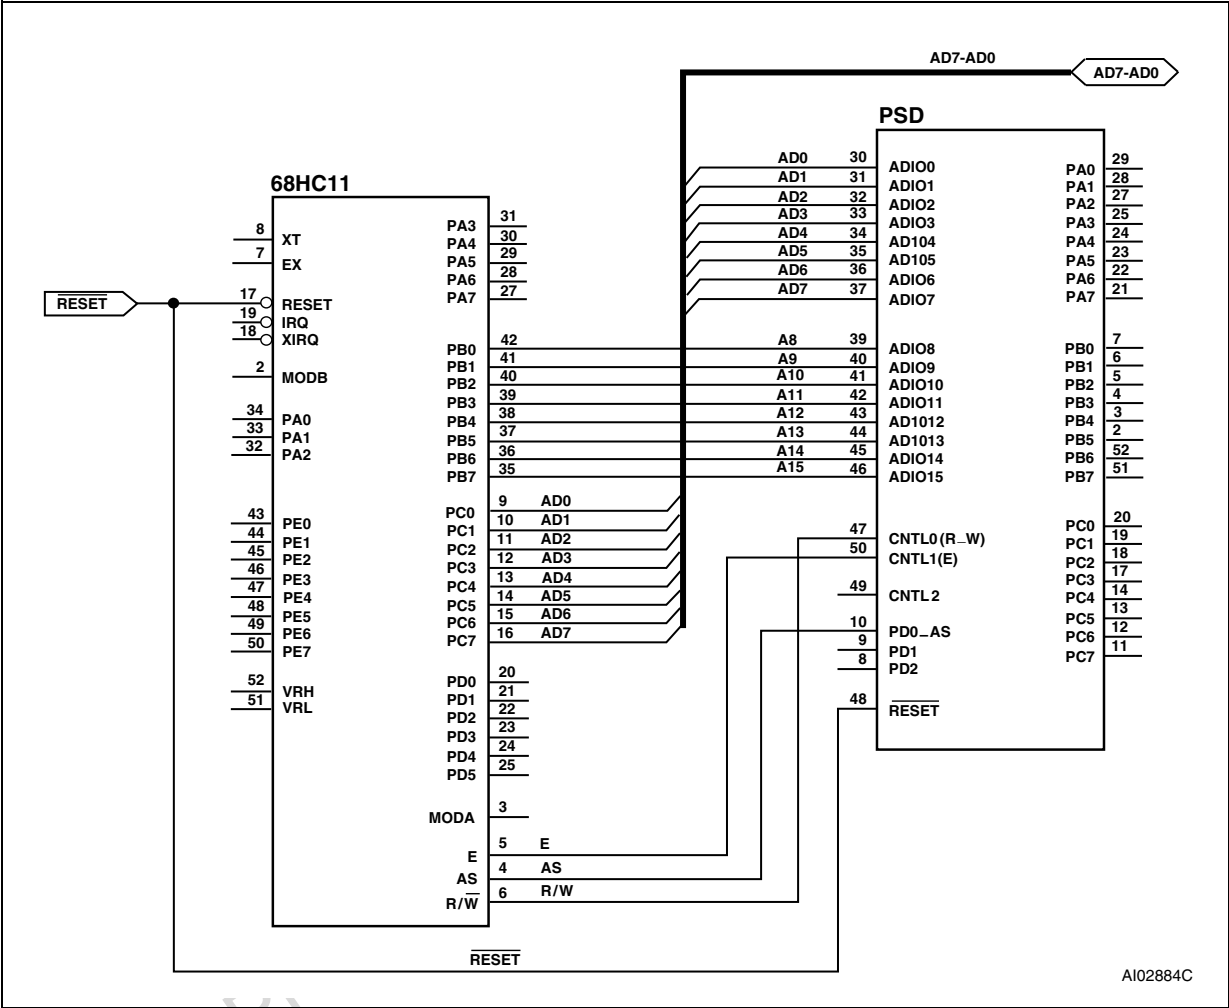 AD7-AD0
AD7-AD0
PSD
68HC11
RESET
8 XT
7 EX
17 RESET
19 IRQ
18 XIRQ
2 MODB
34 PA0
33 PA1
32 PA2
43 PE0
44 PE1
45 PE2
46 PE3
47 PE4
48 PE5
49 PE6
50 PE7
52 VRH
51 VRL
PA3 31
PA4 30
PA5 29
PA6 28
PA7 27
PB0 42
PB1 41
PB2 40
PB3 39
PB4 38
PB5 37
PB6 36
PB7 35
PC0 9 AD0
PC1 10 AD1
PC2 11 AD2
PC3 12 AD3
PC4 13 AD4
PC5 14 AD5
PC6 15 AD6
PC7 16 AD7
PD0 20
PD1 21
PD2 22
PD3 23
PD4 24
PD5 25
MODA 3
E 5 E
AS 4 AS
R/W 6 R/W
RESET
AD0 30 ADIO0
AD1 31 ADIO1
AD2 32 ADIO2
AD3 33 ADIO3
AD4 34 AD104
AD5 35 AD105
AD6 36 ADIO6
AD7 37 ADIO7
A8 39 ADIO8
A9 40 ADIO9
A10 41 ADIO10
A11 42 ADIO11
A12 43 AD1012
A13 44 AD1013
A14 45 ADIO14
A15 46 ADIO15
47 CNTL0(R_W)
50 CNTL1(E)
49 CNTL2
10 PD0_AS
9 PD1
8 PD2
48 RESET
PA0 29
PA1 28
PA2 27
PA3 25
PA4 24
PA5 23
PA6 22
PA7 21
PB0 7
PB1 6
PB2 5
PB3 4
PB4 3
PB5 2
PB6 52
PB7 51
PC0 20
PC1 19
PC2 18
PC3 17
PC4 14
PC5 13
PC6 12
PC7 11
AI02884C